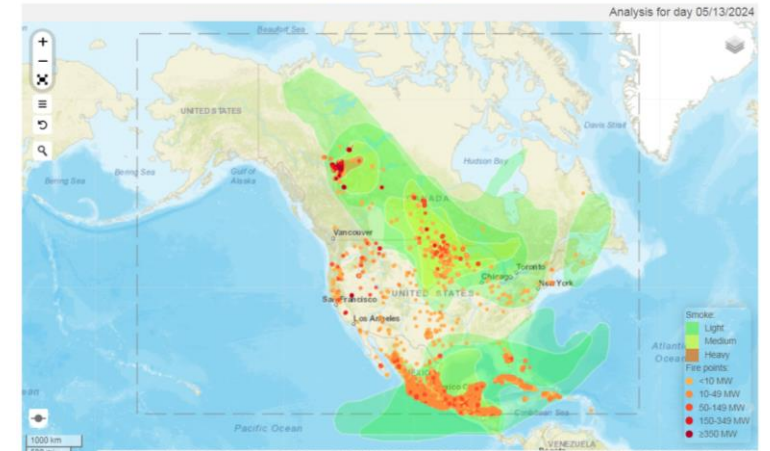 Analysis for day 05/13/2024
Beaufort Sea
UNITED STATES
Davis Strait
Hudson Bay
Bering Sea
Bering Sea
Gulf of
Alaska
CANADA
Vancouver
Toronto
Chicago
New York
San Francisco
UNITED STATES
Los Angeles
MEXICO
Caribbean Sea
Pacific Ocean
VENEZUELA
Atlantic
Ocean
Smoke:
Light
Medium
Heavy
Fire points:
<10 MW
10-49 MW
50-149 MW
150-349 MW
≥350 MW
1000 km